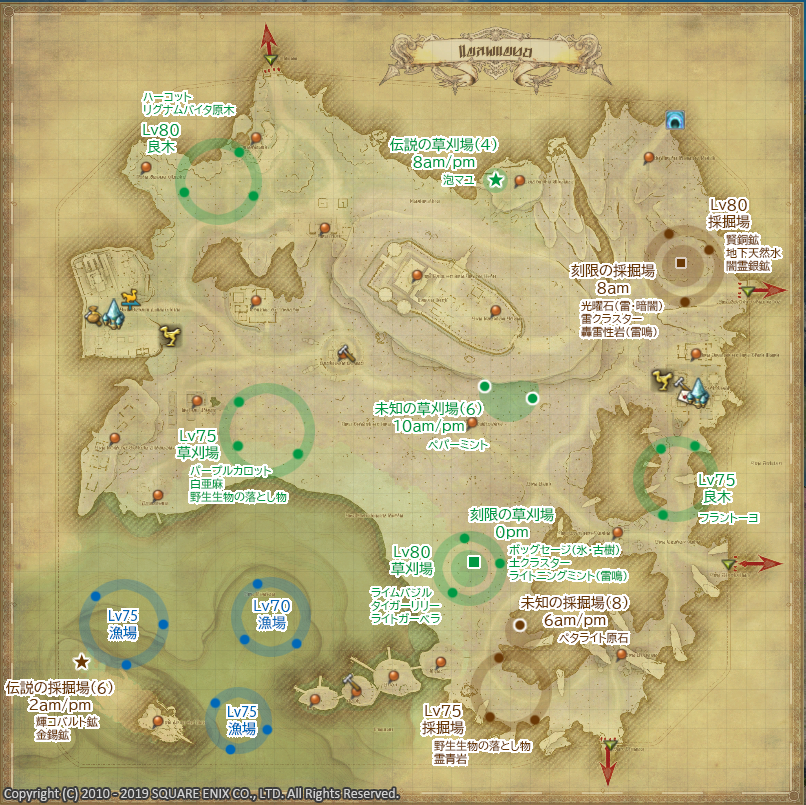 ハーコット
リグナムバイタ原木
Lv80
良木
伝説の草刈場(4)
8am/pm
泡マユ
Lv80
採掘場
賢銅鉱
地下天然水
闇霊銀鉱
刻限の採掘場
8am
光曜石(雷・暗闇)
雷クラスター
轟雷性岩(雷鳴)
未知の草刈場(6)
10am/pm
ペパーミント
Lv75
草刈場
パープルカロット
白亜麻
野生生物の落とし物
Lv75
良木
フラントーヨ
刻限の草刈場
0pm
ボッグセージ(氷・古樹)
土クラスター
ライトニングミント(雷鳴)
Lv80
草刈場
ライムバジル
タイガーリリー
ライトガーベラ
未知の採掘場(8)
6am/pm
ペタライト原石
Lv75
漁場
Lv70
漁場
伝説の採掘場(6)
2am/pm
輝コバルト鉱
金錫鉱
Lv75
漁場
Lv75
採掘場
野生生物の落とし物
霊青岩
Copyright (C) 2010 - 2019 SQUARE ENIX CO., LTD. All Rights Reserved.